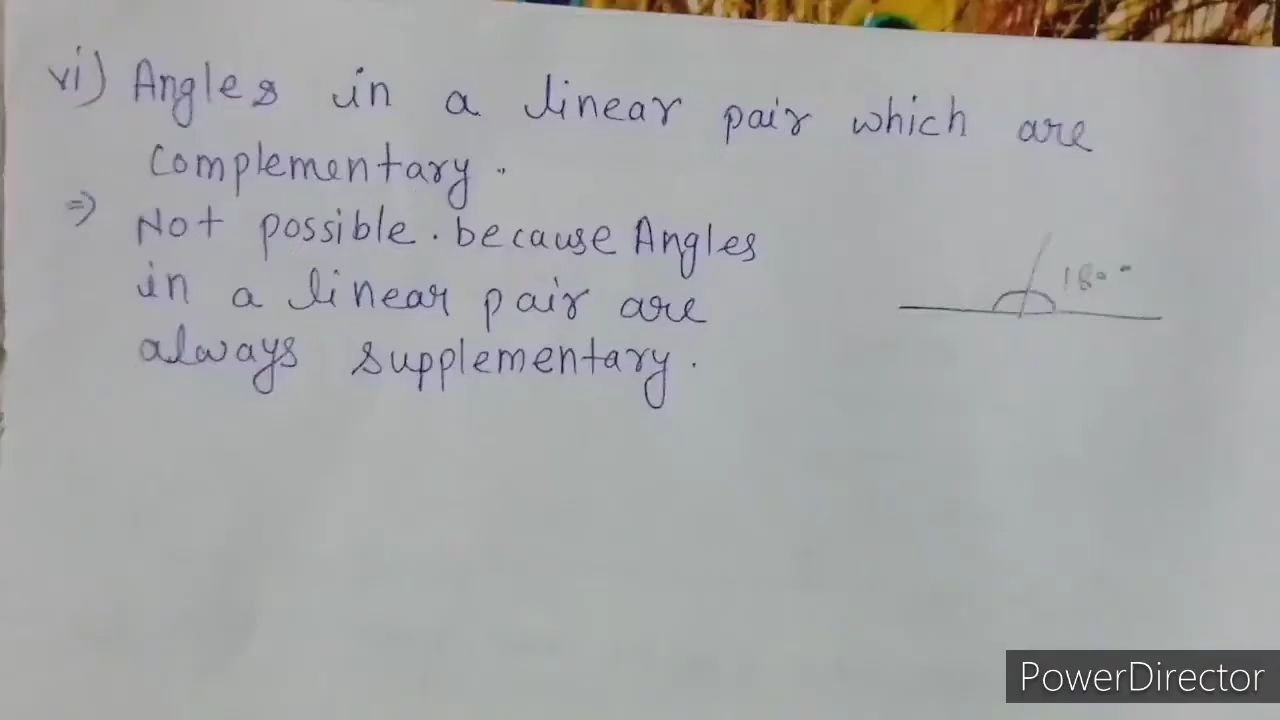 vi) Angles in a linear pair which are
complementary.
⇒ Not possible. because Angles
in a linear pair are
always supplementary.
180°
PowerDirector